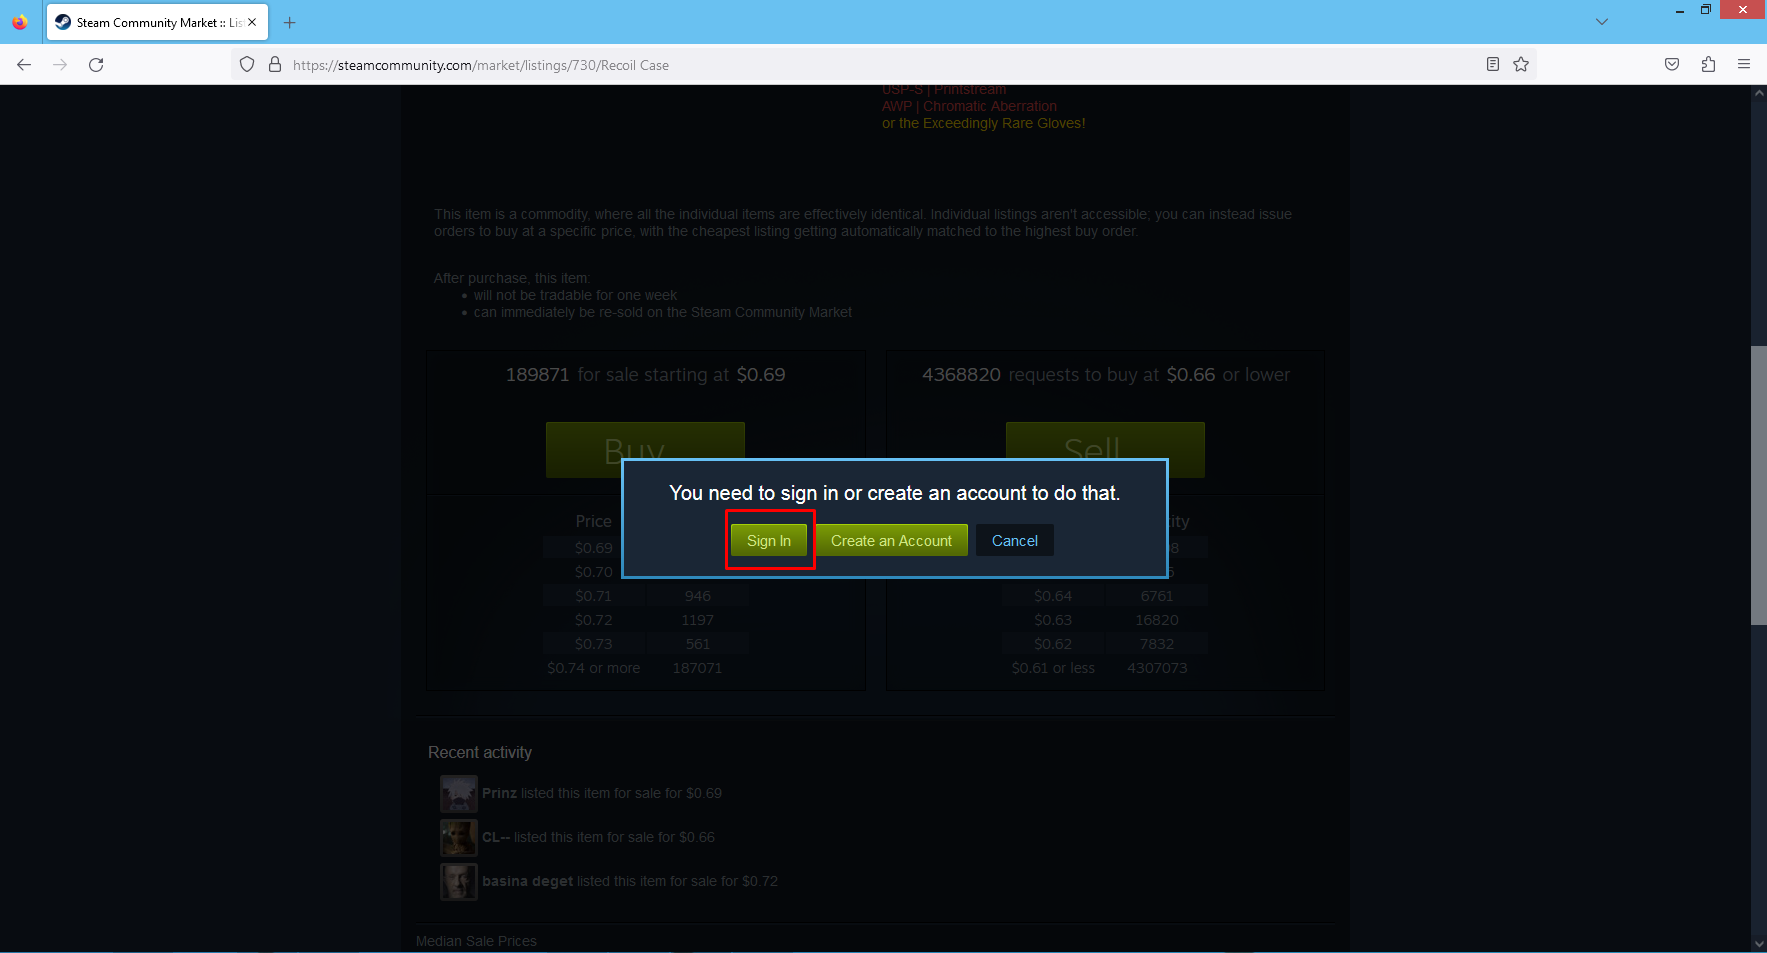 Steam Community Market :: Lis
https://steamcommunity.com/market/listings/730/Recoil Case
USP-S | Printstream
AWP | Chromatic Aberration
or the Exceedingly Rare Gloves!
This item is a commodity, where all the individual items are effectively identical. Individual listings aren't accessible; you can instead issue
orders to buy at a specific price, with the cheapest listing getting automatically matched to the highest buy order.
After purchase, this item:
• will not be tradable for one week
• can immediately be re-sold on the Steam Community Market
189871 for sale starting at $0.69
4368820 requests to buy at $0.66 or lower
Buy
Sell
You need to sign in or create an account to do that.
Sign In
Create an Account
Cancel
Price
$0.69
$0.70
$0.71 946
$0.72 1197
$0.73 561
$0.74 or more 187071
$0.64 6761
$0.63 16820
$0.62 7832
$0.61 or less 4307073
Recent activity
Prinz listed this item for sale for $0.69
CL-- listed this item for sale for $0.66
basina deget listed this item for sale for $0.72
Median Sale Prices